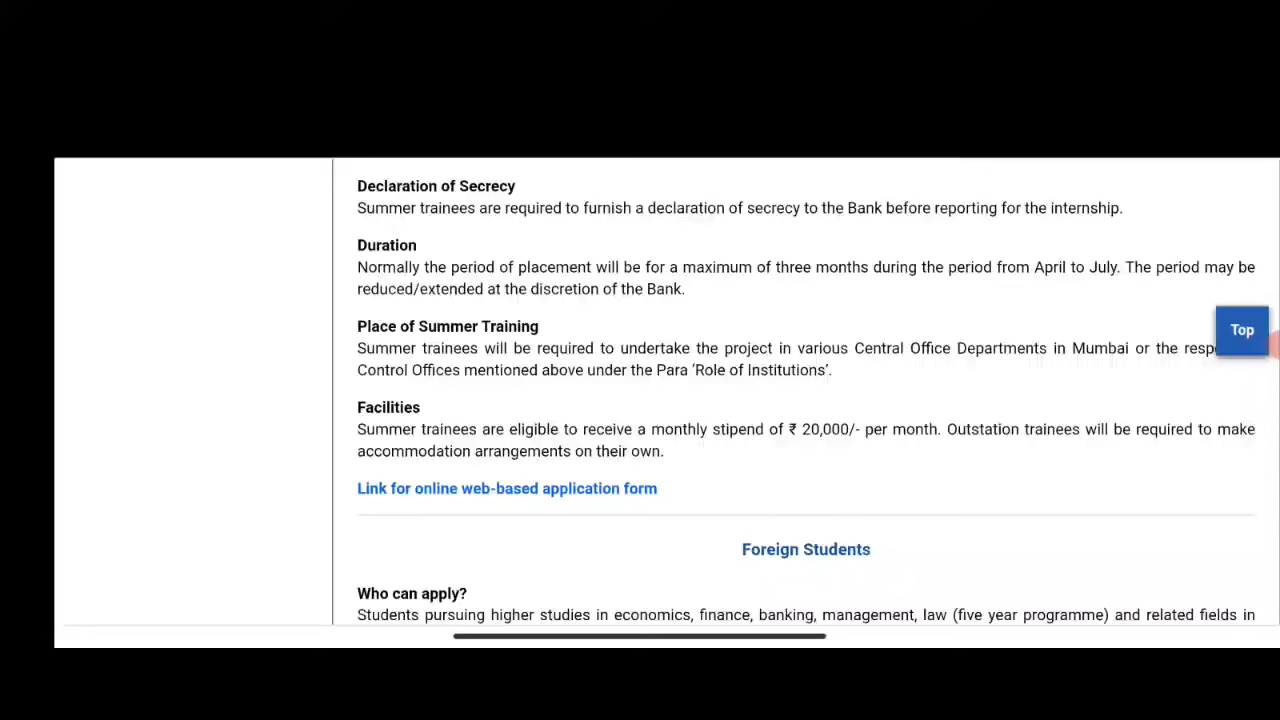 Declaration of Secrecy
Summer trainees are required to furnish a declaration of secrecy to the Bank before reporting for the internship.
Duration
Normally the period of placement will be for a maximum of three months during the period from April to July. The period may be
reduced/extended at the discretion of the Bank.
Place of Summer Training
Top
Summer trainees will be required to undertake the project in various Central Office Departments in Mumbai or the
Control Offices mentioned above under the Para ‘Role of Institutions’.
Facilities
Summer trainees are eligible to receive a monthly stipend of ₹ 20,000/- per month. Outstation trainees will be required to make
accommodation arrangements on their own.
Link for online web-based application form
Foreign Students
Who can apply?
Students pursuing higher studies in economics, finance, banking, management, law (five year programme) and related fields in